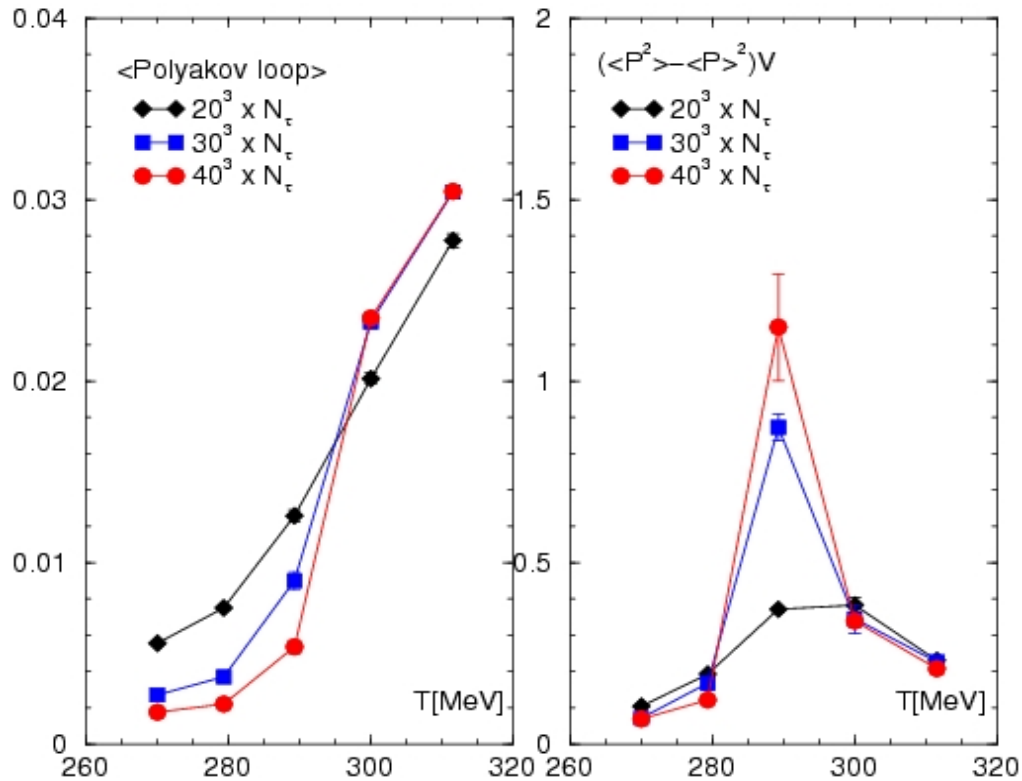 <Polyakov loop>
20³ x N_τ
30³ x N_τ
40³ x N_τ
0.04
0.03
0.02
0.01
0
T[MeV]
260 280 300 320
(<P²>−<P>²)V
20³ x N_τ
30³ x N_τ
40³ x N_τ
2
1.5
1
0.5
0
T[MeV]
260 280 300 320